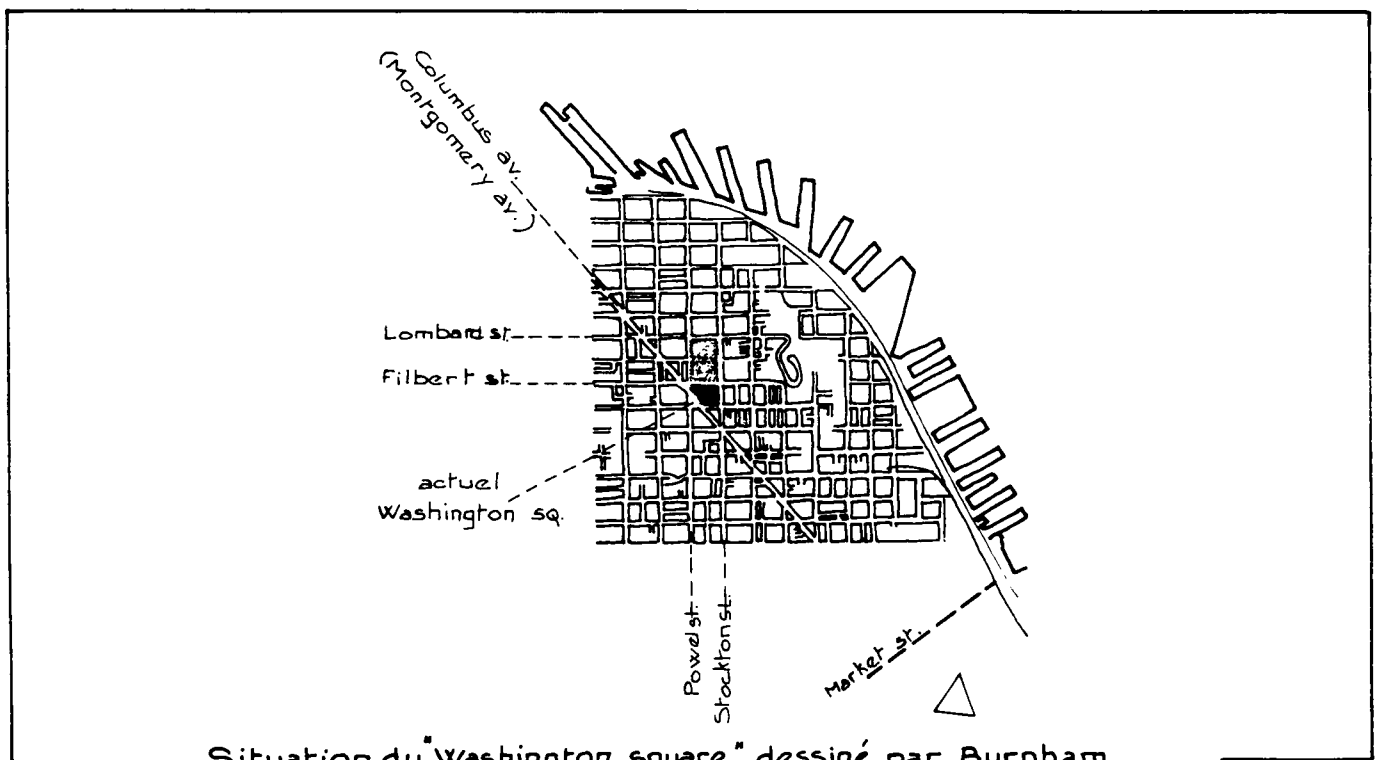 Columbus av.
(Montgomery av.)
Lombard st.
Filbert st.
actuel
Washington sq.
Powel st.
Stockton st.
Market st.
Situation du "Washington square" dessiné par Burnham